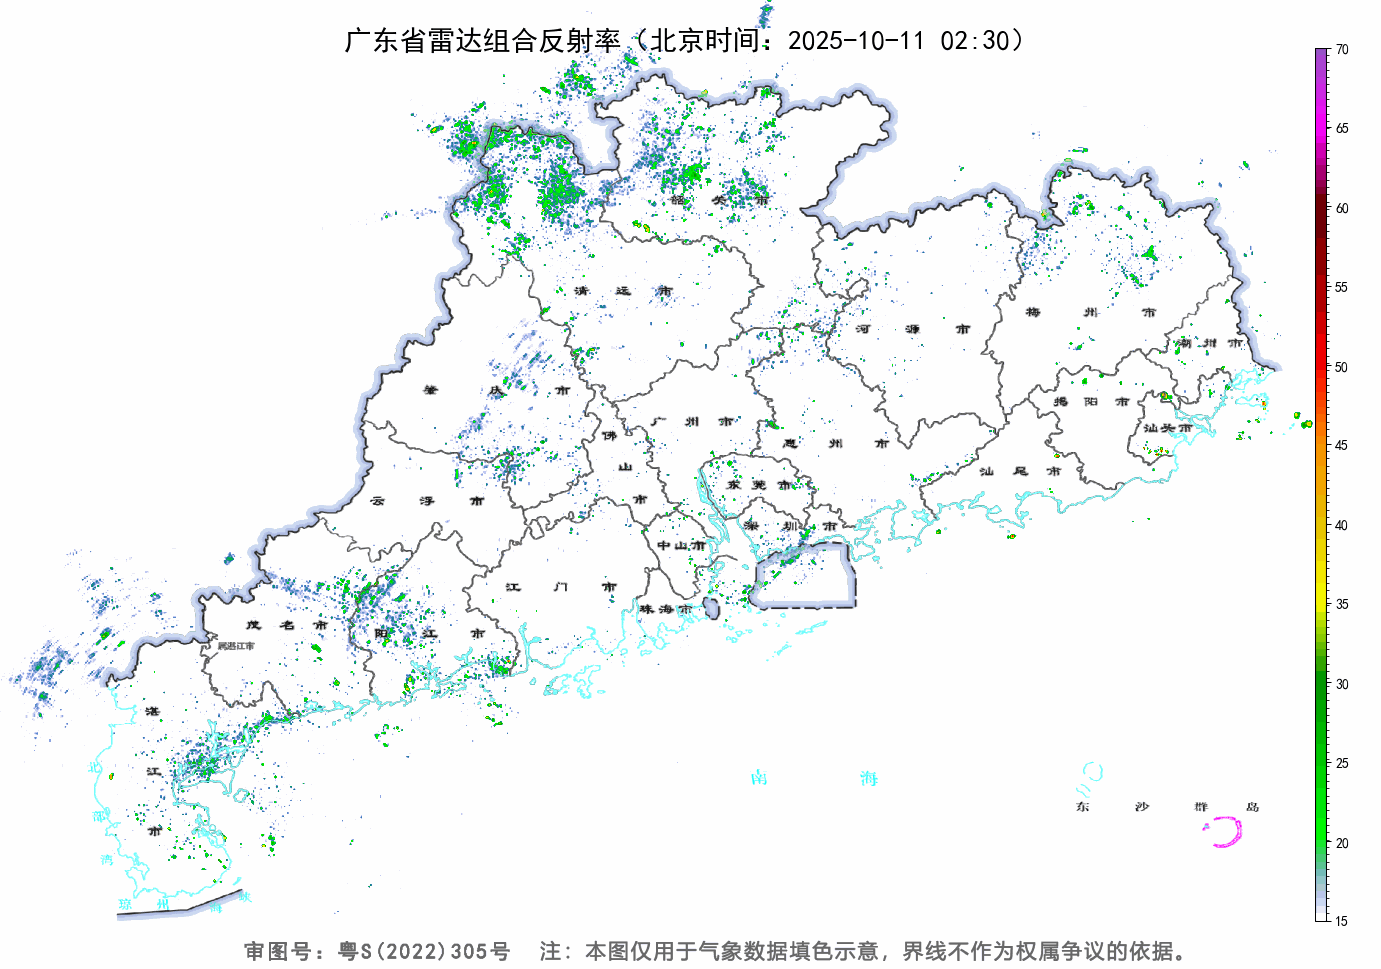 广东省雷达组合反射率（北京时间：2025-10-11 02:30）
70
65
60
55
50
45
40
35
30
25
20
15
韶关市
清远市
河源市
梅州市
潮州市
肇庆市
广州市
揭阳市
佛山市
惠州市
汕头市
云浮市
东莞市
汕尾市
深圳市
中山市
江门市
珠海市
茂名市
阳江市
属湛江市
湛江市
北部湾
南海
东沙群岛
琼州海峡
审图号：粤S(2022)305号 注：本图仅用于气象数据填色示意，界线不作为权属争议的依据。